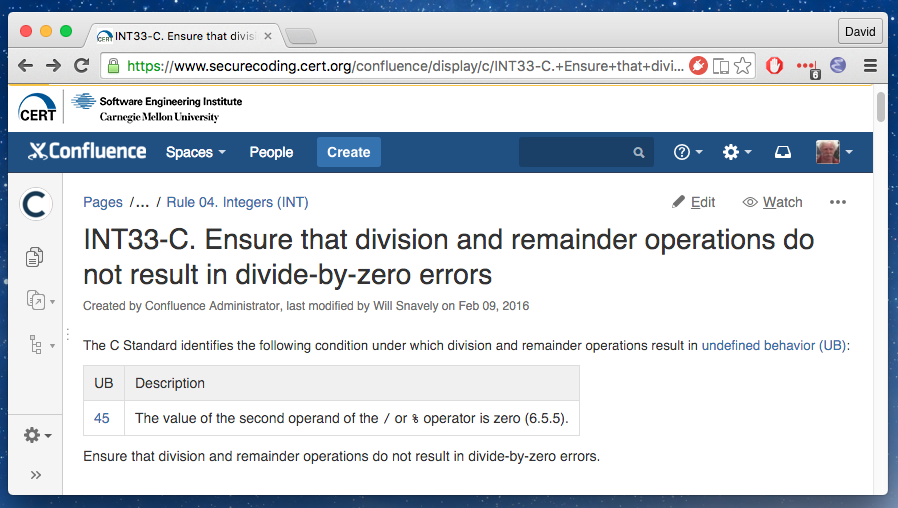 INT33-C. Ensure that divis
David
https://www.securecoding.cert.org/confluence/display/c/INT33-C.+Ensure+that+divi...
6
CERT
Software Engineering Institute
Carnegie Mellon University
Confluence Spaces People Create
Pages /... / Rule 04. Integers (INT)
Edit Watch
INT33-C. Ensure that division and remainder operations do
not result in divide-by-zero errors
Created by Confluence Administrator, last modified by Will Snavely on Feb 09, 2016
The C Standard identifies the following condition under which division and remainder operations result in undefined behavior (UB):
UB Description
45 The value of the second operand of the / or % operator is zero (6.5.5).
Ensure that division and remainder operations do not result in divide-by-zero errors.